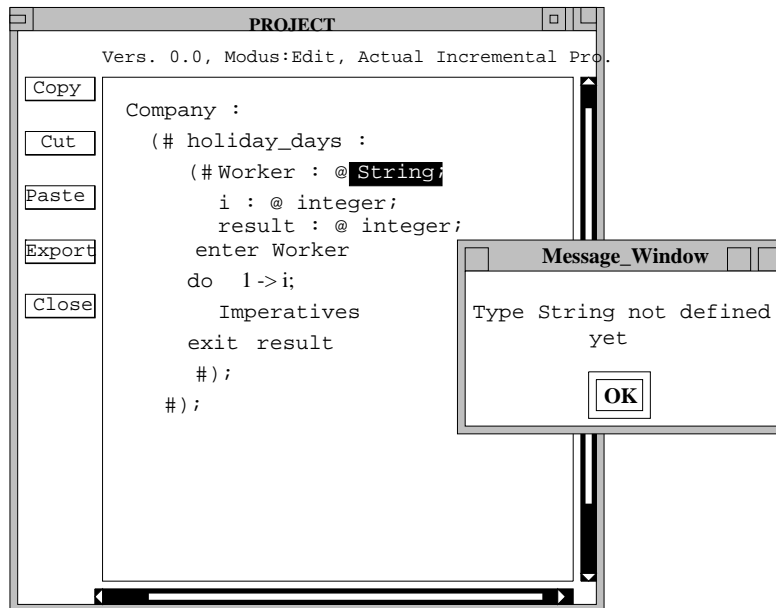 PROJECT
Vers. 0.0, Modus:Edit, Actual Incremental Pro.
Copy
Cut
Paste
Export
Close
Company :
(# holiday_days :
(# Worker : @ String;
i : @ integer;
result : @ integer;
enter Worker
do 1 -> i;
Imperatives
exit result
#);
#);
Message_Window
Type String not defined
yet
OK